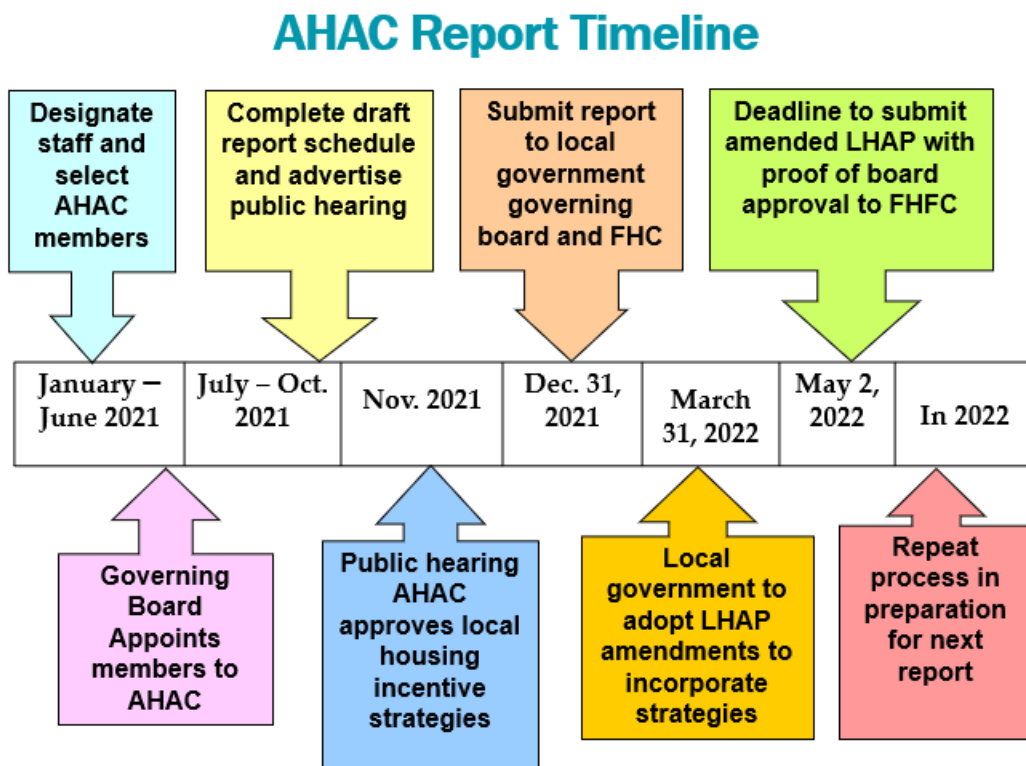 AHAC Report Timeline
Designate
staff and
select
AHAC
members
Complete draft
report schedule
and advertise
public hearing
Submit report
to local
government
governing
board and FHC
Deadline to submit
amended LHAP with
proof of board
approval to FHFC
January –
June 2021
July – Oct.
2021
Nov. 2021
Dec. 31,
2021
March
31, 2022
May 2,
2022
In 2022
Governing
Board
Appoints
members to
AHAC
Public hearing
AHAC
approves local
housing
incentive
strategies
Local
government to
adopt LHAP
amendments to
incorporate
strategies
Repeat
process in
preparation
for next
report